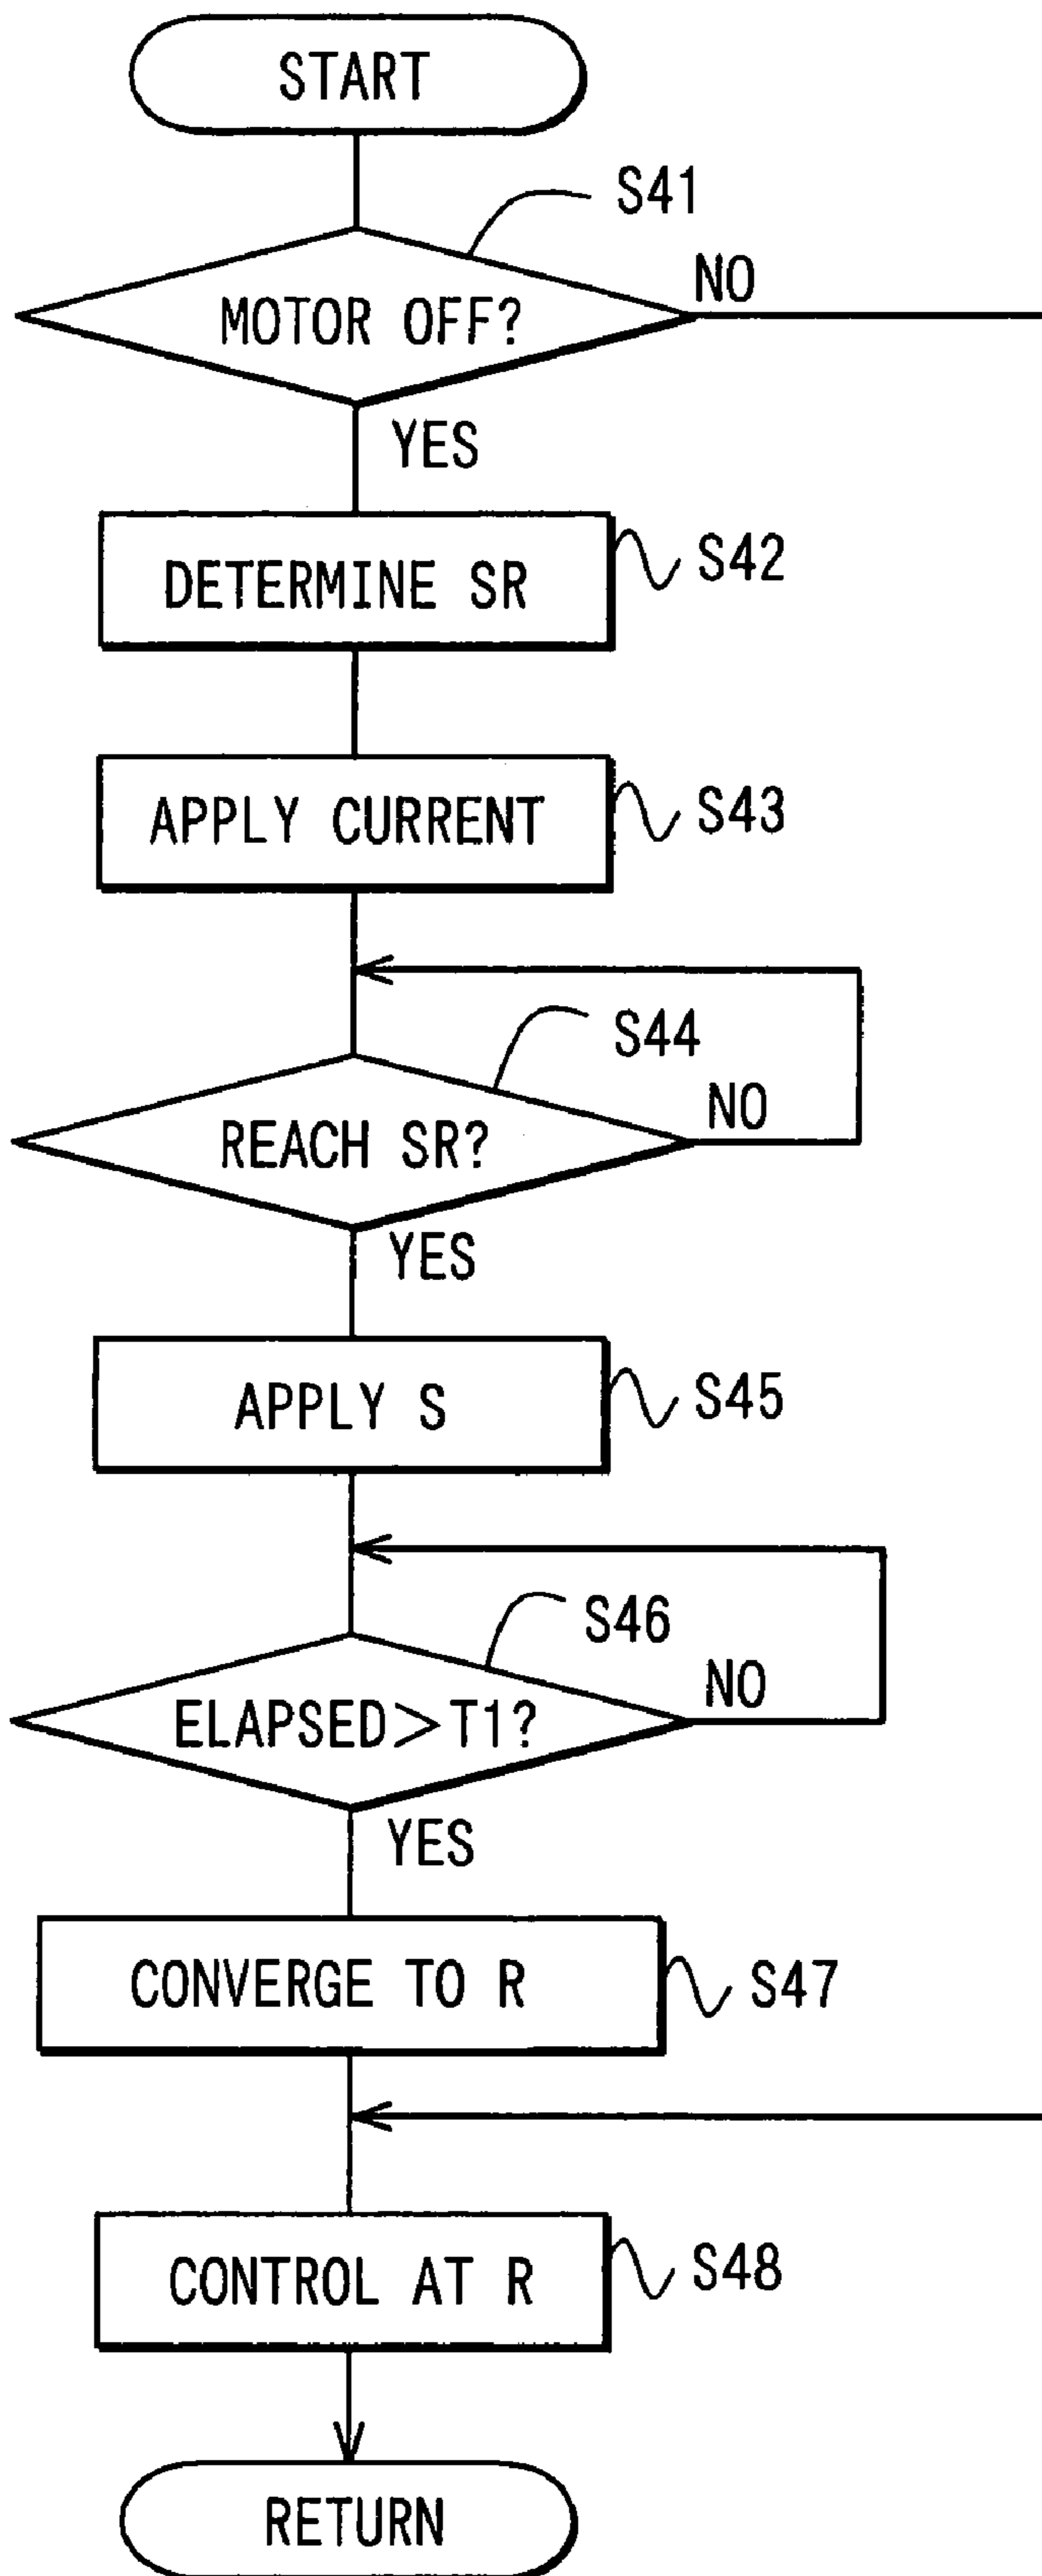 START
S41
MOTOR OFF?
NO
YES
DETERMINE SR
S42
APPLY CURRENT
S43
S44
REACH SR?
NO
YES
APPLY S
S45
S46
ELAPSED>T1?
NO
YES
CONVERGE TO R
S47
CONTROL AT R
S48
RETURN